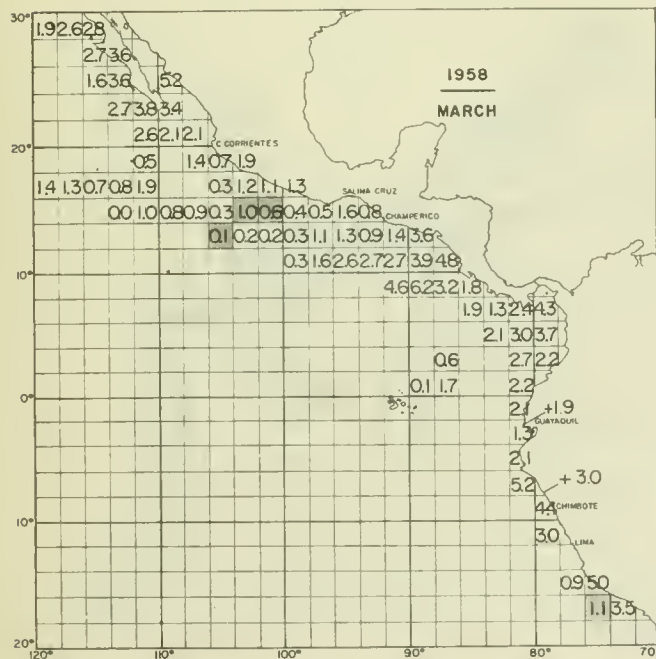 30°
1.9 2.6 2.8
2.7 3.6
1.6 3.6 5.2
1958
2.7 3.8 3.4
MARCH
2.6 2.1 2.1
C. CORRIENTES
20°
0.5 1.4 0.7 1.9
1.4 1.3 0.7 0.8 1.9 0.3 1.2 1.1 1.3
SALINA CRUZ
0.0 1.0 0.8 0.9 0.3 1.0 0.6 0.4 0.5 1.6 0.8
CHAMPERICO
0.1 0.2 0.2 0.3 1.1 1.3 0.9 1.4 3.6
0.3 1.6 2.6 2.7 2.7 3.9 4.8
10°
4.6 6.2 3.2 1.8
1.9 1.3 2.4 4.3
2.1 3.0 3.7
0.6 2.7 2.2
0.1 1.7 2.2
0°
2.1 +1.9
GUAYAQUIL
1.3
2.1
5.2 + 3.0
4.4 CHIMBOTE
10°
3.0
LIMA
0.9 5.0
1.1 3.5
20°
120° 110° 100° 90° 80° 70°